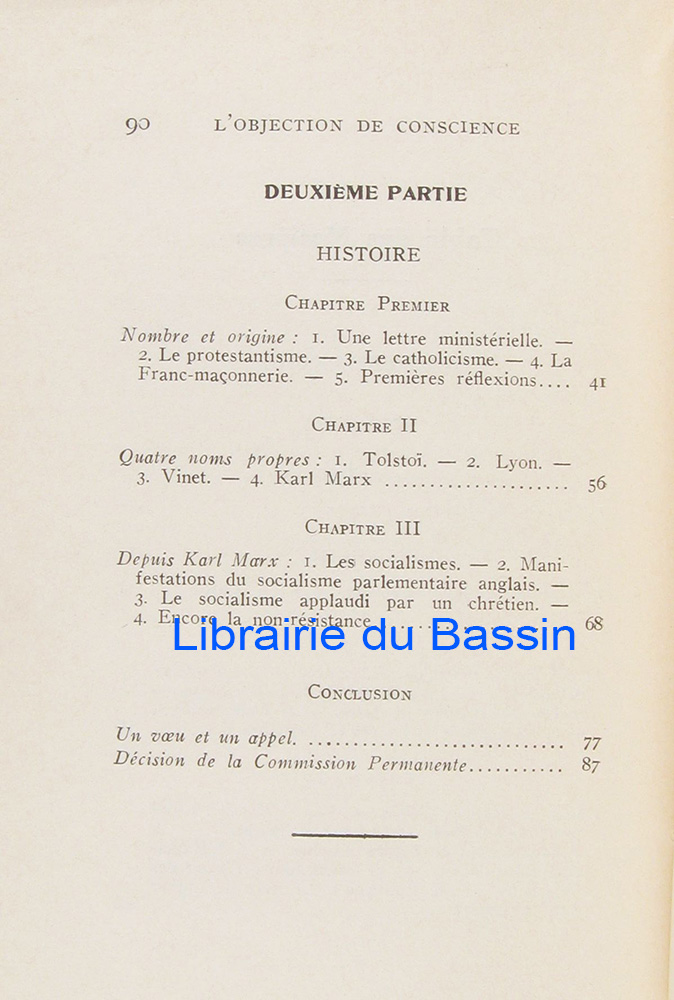 90 L'OBJECTION DE CONSCIENCE
DEUXIÈME PARTIE
HISTOIRE
CHAPITRE PREMIER
Nombre et origine : 1. Une lettre ministérielle. —
2. Le protestantisme. — 3. Le catholicisme. — 4. La
Franc-maçonnerie. — 5. Premières réflexions.... 41
CHAPITRE II
Quatre noms propres : 1. Tolstoï. — 2. Lyon. —
3. Vinet. — 4. Karl Marx ..................... 56
CHAPITRE III
Depuis Karl Marx : 1. Les socialismes. — 2. Mani-
festations du socialisme parlementaire anglais. —
3. Le socialisme applaudi par un chrétien. —
4. Encore la non-résistance .................... 68
Librairie du Bassin
CONCLUSION
Un vœu et un appel. ............................ 77
Décision de la Commission Permanente........... 87